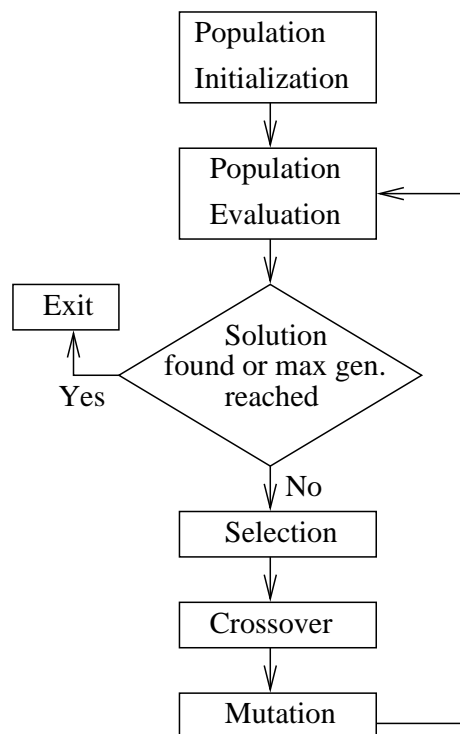 Population
Initialization
Population
Evaluation
Exit
Solution
found or max gen.
reached
Yes
No
Selection
Crossover
Mutation